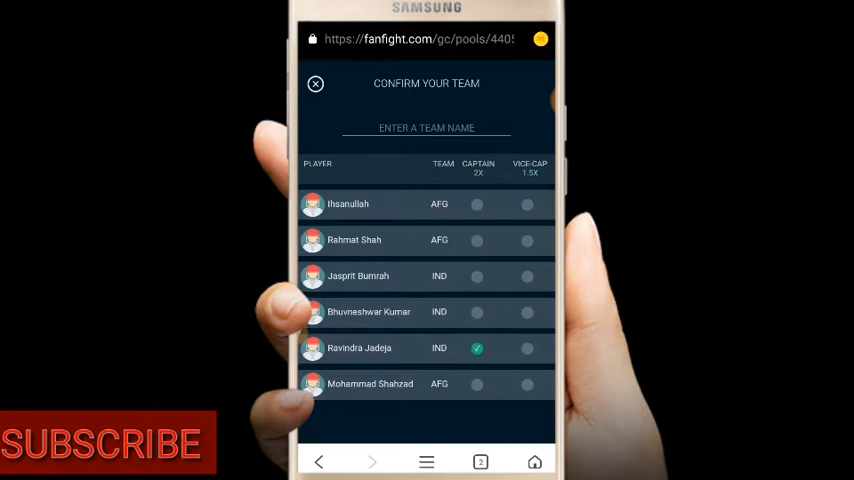 SAMSUNG
https://fanfight.com/gc/pools/4405
CONFIRM YOUR TEAM
ENTER A TEAM NAME
PLAYER TEAM CAPTAIN 2X VICE-CAP 1.5X
Ihsanullah AFG
Rahmat Shah AFG
Jasprit Bumrah IND
Bhuvneshwar Kumar IND
Ravindra Jadeja IND
Mohammad Shahzad AFG
SUBSCRIBE
2